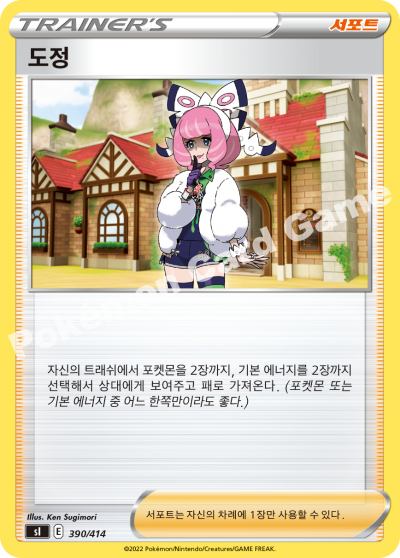 TRAINER'S
서포트
도정
Pokémon Card Game
자신의 트래쉬에서 포켓몬을 2장까지, 기본 에너지를 2장까지
선택해서 상대에게 보여주고 패로 가져온다. (포켓몬 또는
기본 에너지 중 어느 한쪽만이라도 좋다.)
Illus. Ken Sugimori
sI E 390/414
서포트는 자신의 차례에 1장만 사용할 수 있다.
©2022 Pokémon/Nintendo/Creatures/GAME FREAK.